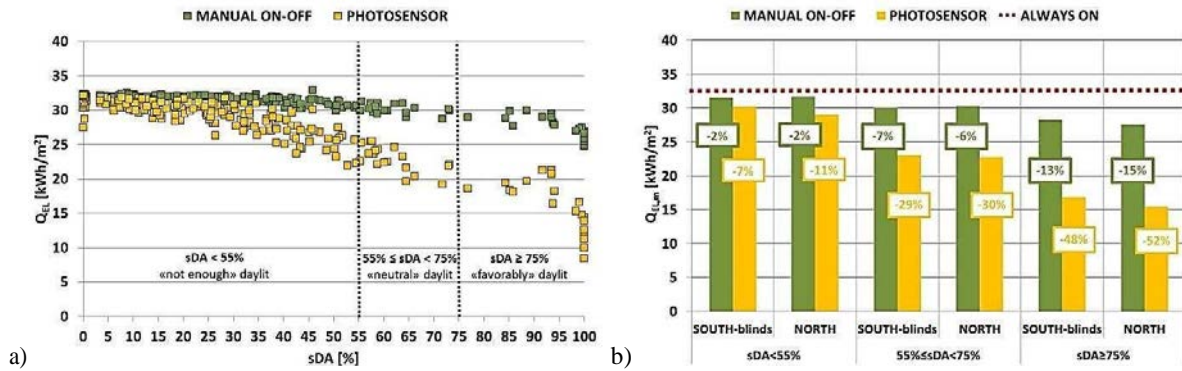 MANUAL ON-OFF PHOTOSENSOR
40
35
30
25
20
15
10
5
0
Q_EL [kWh/m²]
sDA < 55%
«not enough» daylit
55% ≤ sDA < 75%
«neutral» daylit
sDA ≥ 75%
«favorably» daylit
0 5 10 15 20 25 30 35 40 45 50 55 60 65 70 75 80 85 90 95 100
sDA [%]
a)
MANUAL ON-OFF PHOTOSENSOR ALWAYS ON
40
35
30
25
20
15
10
5
0
Q_EL,m [kWh/m²]
-2% -2% -7% -6% -13% -15%
-7% -11% -29% -30% -48% -52%
SOUTH-blinds NORTH SOUTH-blinds NORTH SOUTH-blinds NORTH
sDA<55% 55%≤sDA<75% sDA≥75%
b)